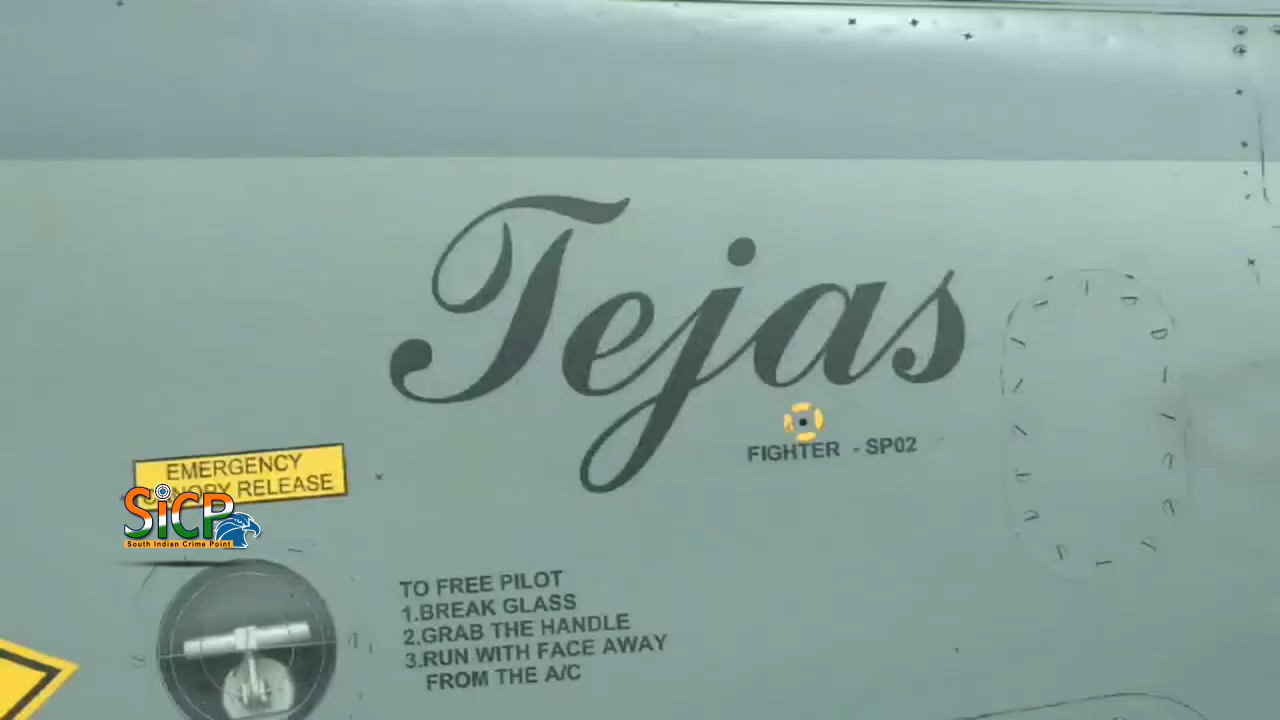 Tejas
FIGHTER - SP02
EMERGENCY
RELEASE
SiCP
South Indian Crime Point
TO FREE PILOT
1.BREAK GLASS
2.GRAB THE HANDLE
3.RUN WITH FACE AWAY
FROM THE A/C